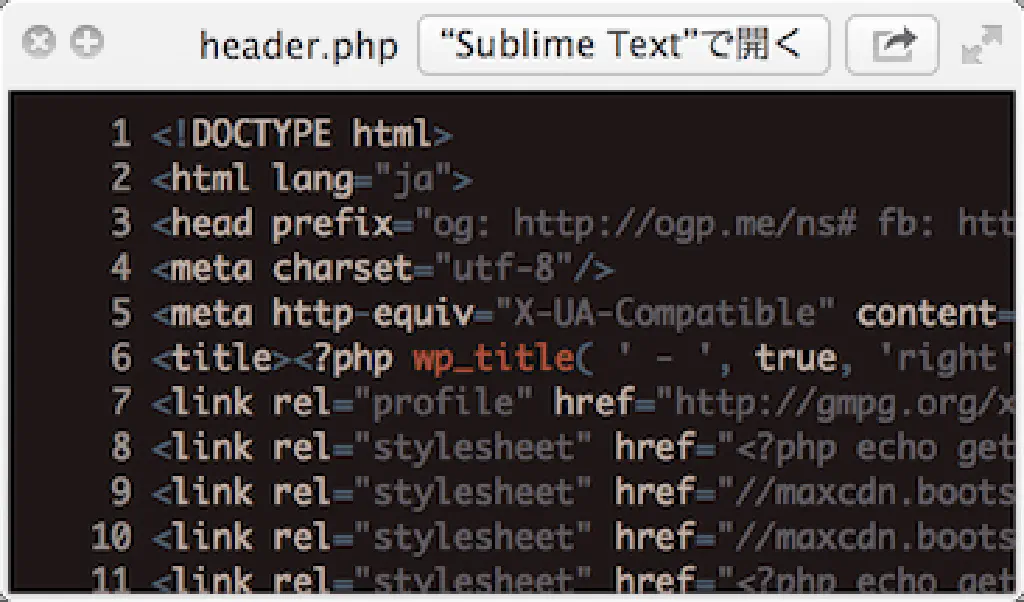 header.php “Sublime Text”で開く
1 <!DOCTYPE html>
2 <html lang="ja">
3 <head prefix="og: http://ogp.me/ns# fb: htt
4 <meta charset="utf-8"/>
5 <meta http-equiv="X-UA-Compatible" content=
6 <title><?php wp_title( ' - ', true, 'right'
7 <link rel="profile" href="http://gmpg.org/x
8 <link rel="stylesheet" href="<?php echo get
9 <link rel="stylesheet" href="//maxcdn.boots
10 <link rel="stylesheet" href="//maxcdn.boots
11 <link rel="stylesheet" href="<?php echo get